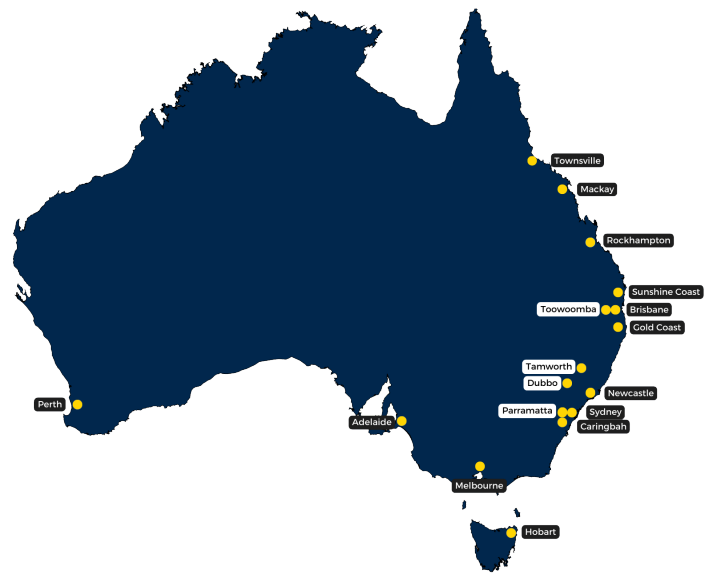 Townsville
Mackay
Rockhampton
Sunshine Coast
Toowoomba
Brisbane
Gold Coast
Tamworth
Dubbo
Newcastle
Perth
Parramatta
Sydney
Adelaide
Caringbah
Melbourne
Hobart